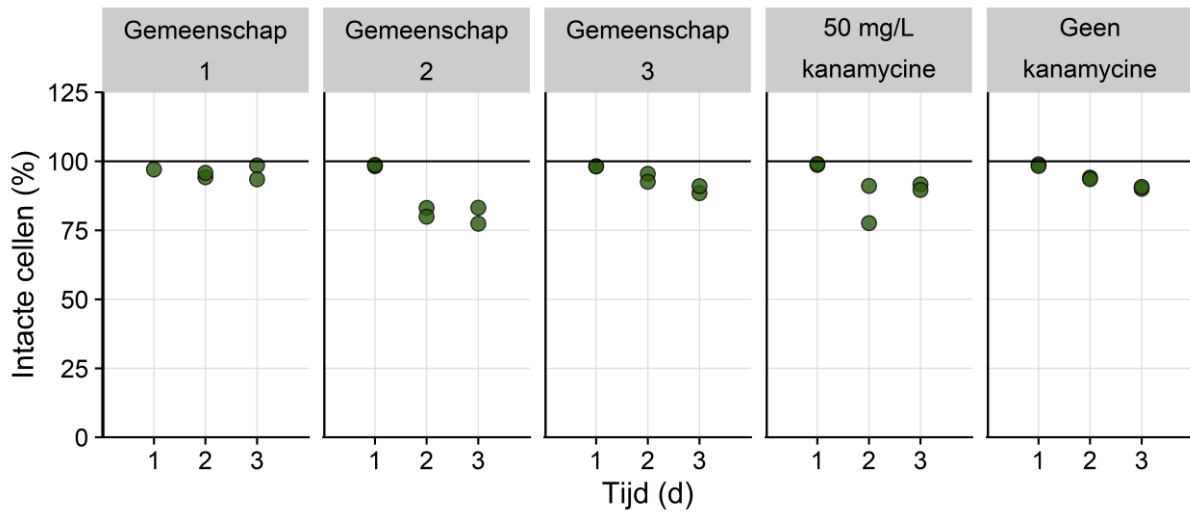 Gemeenschap
1
Gemeenschap
2
Gemeenschap
3
50 mg/L
kanamycine
Geen
kanamycine
Intacte cellen (%)
125
100
75
50
25
0
1 2 3
1 2 3
1 2 3
1 2 3
1 2 3
Tijd (d)